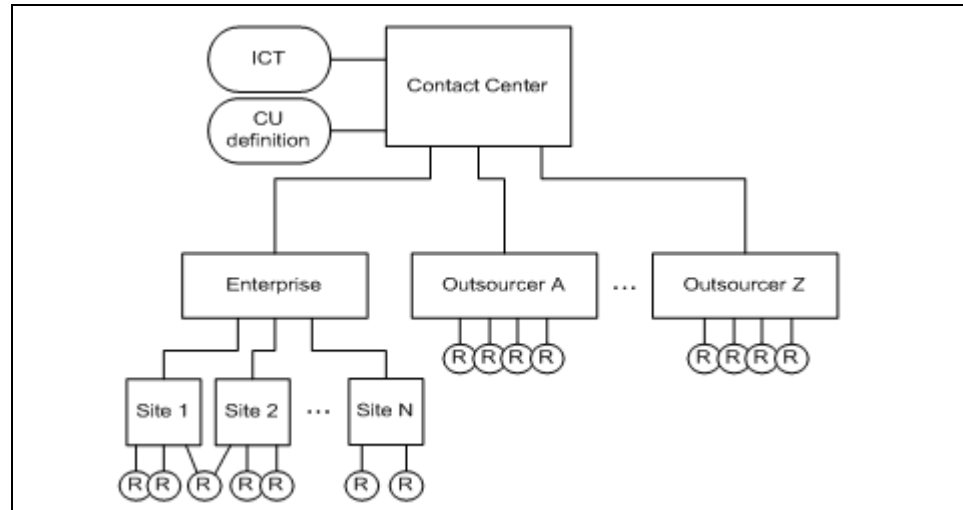 ICT
Contact Center
CU
definition
Enterprise
Outsourcer A
...
Outsourcer Z
R R R R
R R R R
Site 1
Site 2
...
Site N
R R R R R R R